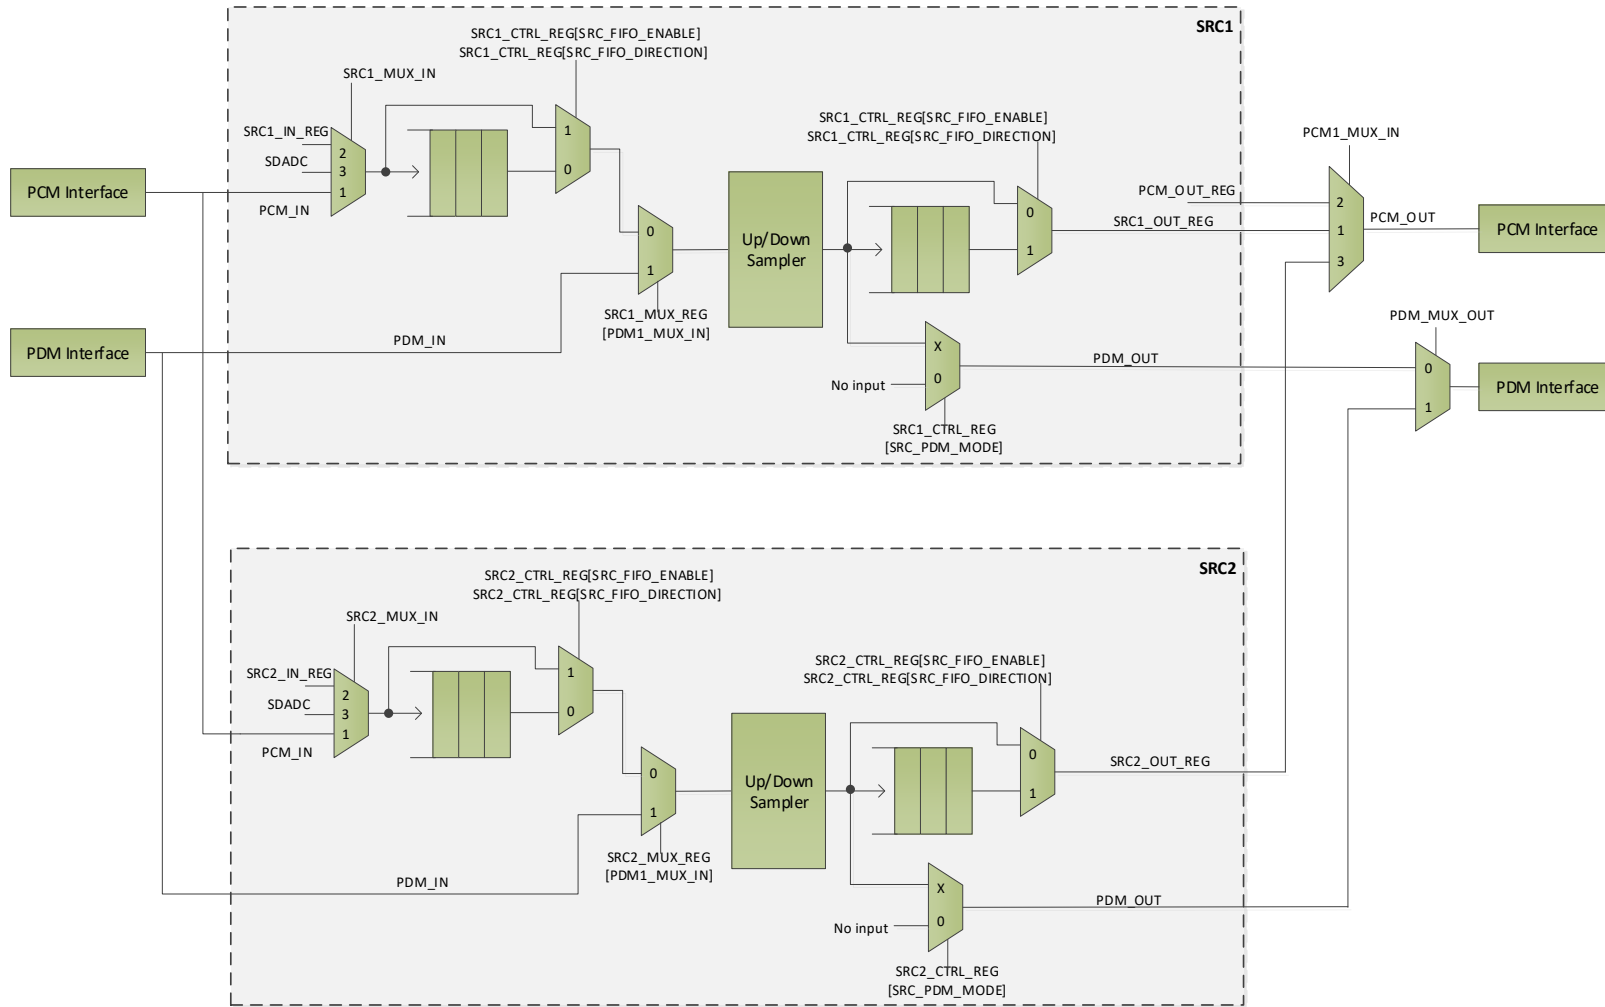 SRC1
SRC1_CTRL_REG[SRC_FIFO_ENABLE]
SRC1_CTRL_REG[SRC_FIFO_DIRECTION]
SRC1_MUX_IN
SRC1_IN_REG
SDADC
PCM_IN
2
3
1
1
0
PCM Interface
PDM Interface
0
1
SRC1_MUX_REG
[PDM1_MUX_IN]
PDM_IN
Up/Down
Sampler
SRC1_CTRL_REG[SRC_FIFO_ENABLE]
SRC1_CTRL_REG[SRC_FIFO_DIRECTION]
0
1
X
0
No input
SRC1_CTRL_REG
[SRC_PDM_MODE]
PCM1_MUX_IN
PCM_OUT_REG
SRC1_OUT_REG
2
1
3
PCM_OUT
PCM Interface
PDM_MUX_OUT
PDM_OUT
0
1
PDM Interface
SRC2
SRC2_CTRL_REG[SRC_FIFO_ENABLE]
SRC2_CTRL_REG[SRC_FIFO_DIRECTION]
SRC2_MUX_IN
SRC2_IN_REG
SDADC
PCM_IN
2
3
1
1
0
0
1
SRC2_MUX_REG
[PDM1_MUX_IN]
PDM_IN
Up/Down
Sampler
SRC2_CTRL_REG[SRC_FIFO_ENABLE]
SRC2_CTRL_REG[SRC_FIFO_DIRECTION]
0
1
SRC2_OUT_REG
X
0
No input
PDM_OUT
SRC2_CTRL_REG
[SRC_PDM_MODE]